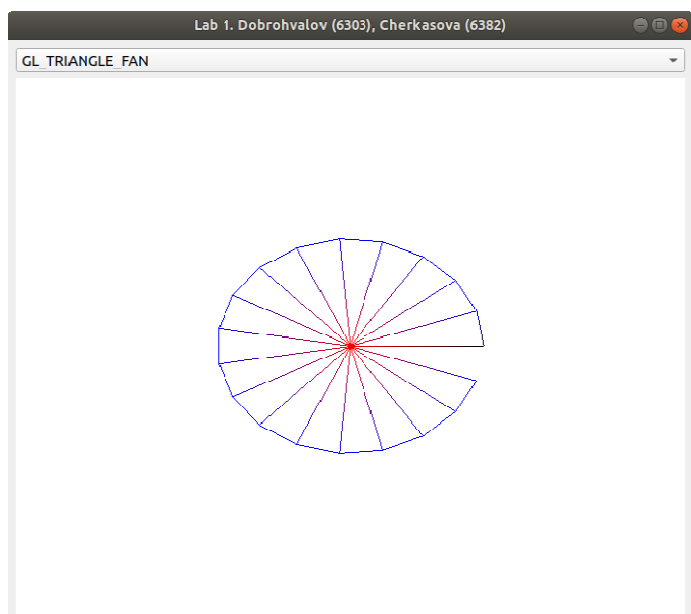 Lab 1. Dobrohvalov (6303), Cherkasova (6382)
GL_TRIANGLE_FAN